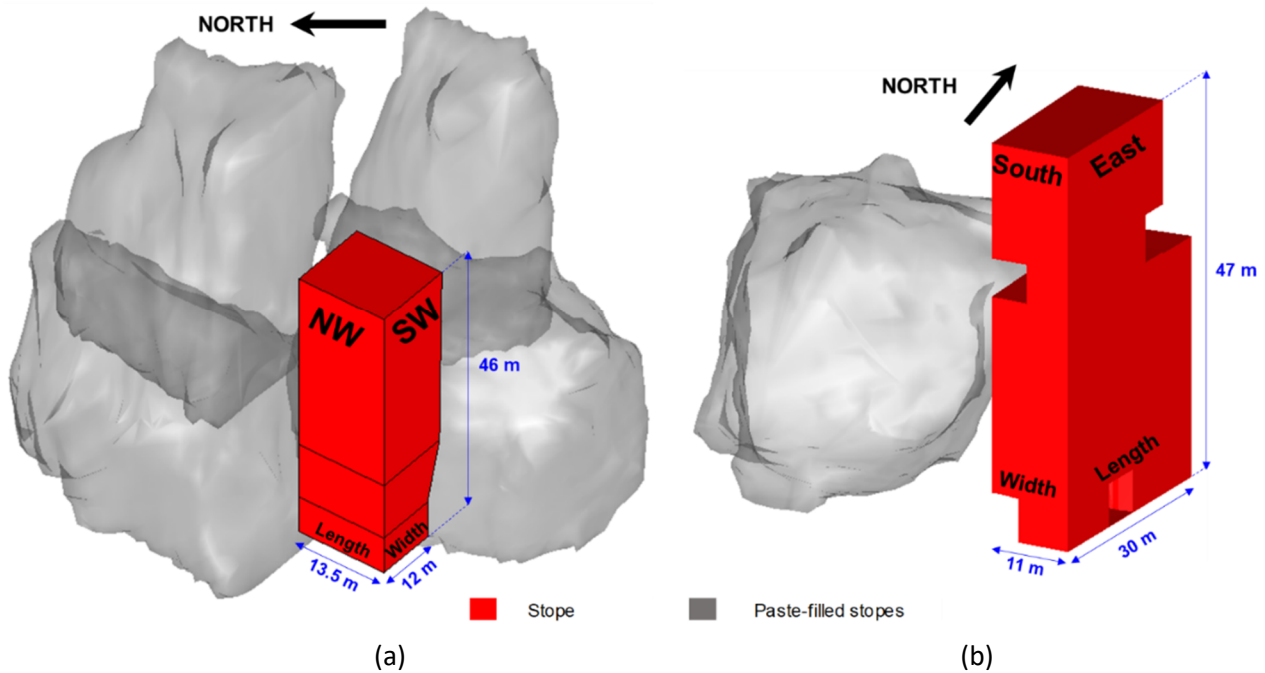 NORTH
NW
SW
46 m
Length
Width
13.5 m
12 m
NORTH
South
East
47 m
Width
Length
11 m
30 m
Stope
Paste-filled stopes
(a)
(b)